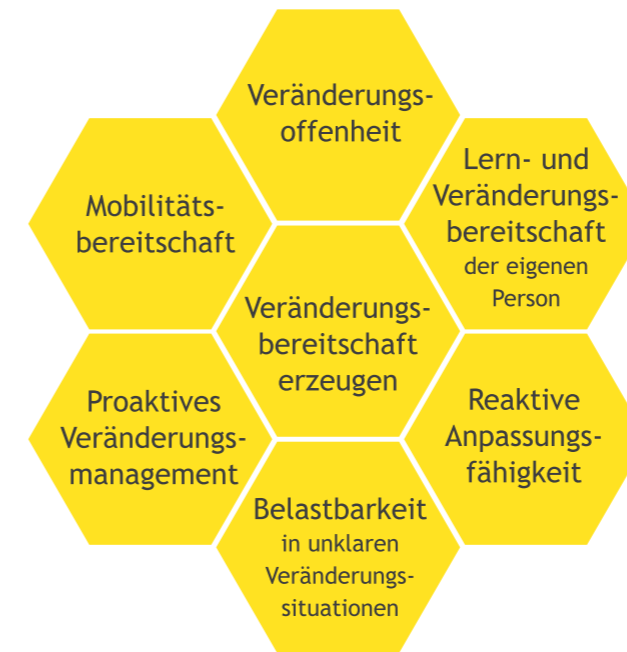 Veränderungs-
offenheit
Lern- und
Veränderungs-
bereitschaft
der eigenen
Person
Mobilitäts-
bereitschaft
Veränderungs-
bereitschaft
erzeugen
Proaktives
Veränderungs-
management
Reaktive
Anpassungs-
fähigkeit
Belastbarkeit
in unklaren
Veränderungs-
situationen